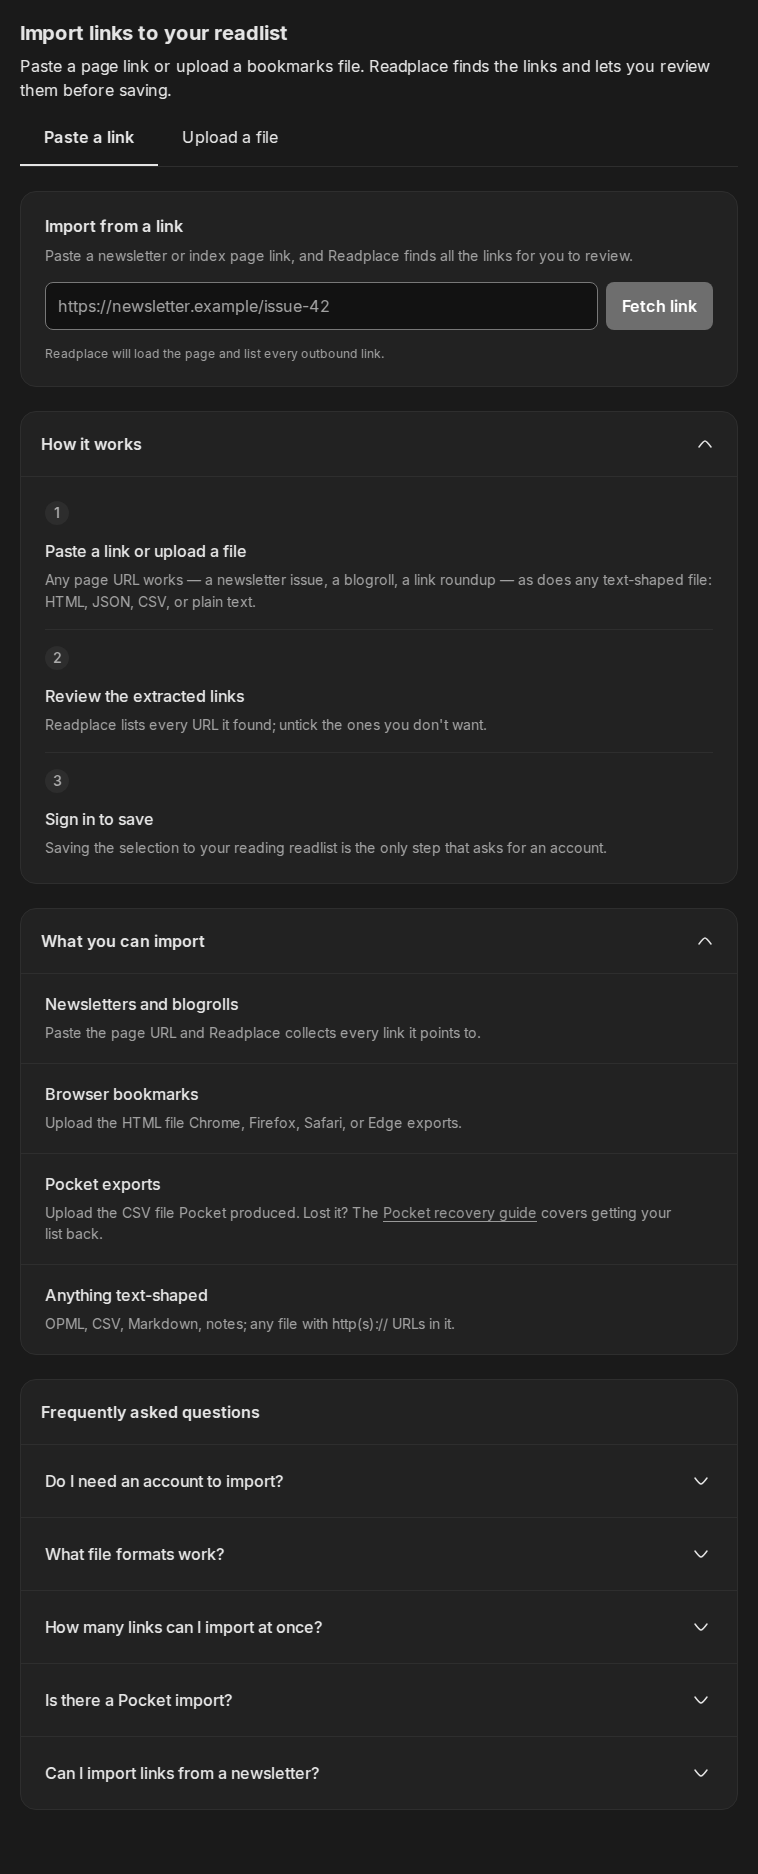 Import links to your readlist
Paste a page link or upload a bookmarks file. Readplace finds the links and lets you review
them before saving.
Paste a link
Upload a file
Import from a link
Paste a newsletter or index page link, and Readplace finds all the links for you to review.
https://newsletter.example/issue-42
Fetch link
Readplace will load the page and list every outbound link.
How it works
1
Paste a link or upload a file
Any page URL works — a newsletter issue, a blogroll, a link roundup — as does any text-shaped file:
HTML, JSON, CSV, or plain text.
2
Review the extracted links
Readplace lists every URL it found; untick the ones you don't want.
3
Sign in to save
Saving the selection to your reading readlist is the only step that asks for an account.
What you can import
Newsletters and blogrolls
Paste the page URL and Readplace collects every link it points to.
Browser bookmarks
Upload the HTML file Chrome, Firefox, Safari, or Edge exports.
Pocket exports
Upload the CSV file Pocket produced. Lost it? The Pocket recovery guide covers getting your
list back.
Anything text-shaped
OPML, CSV, Markdown, notes; any file with http(s):// URLs in it.
Frequently asked questions
Do I need an account to import?
What file formats work?
How many links can I import at once?
Is there a Pocket import?
Can I import links from a newsletter?